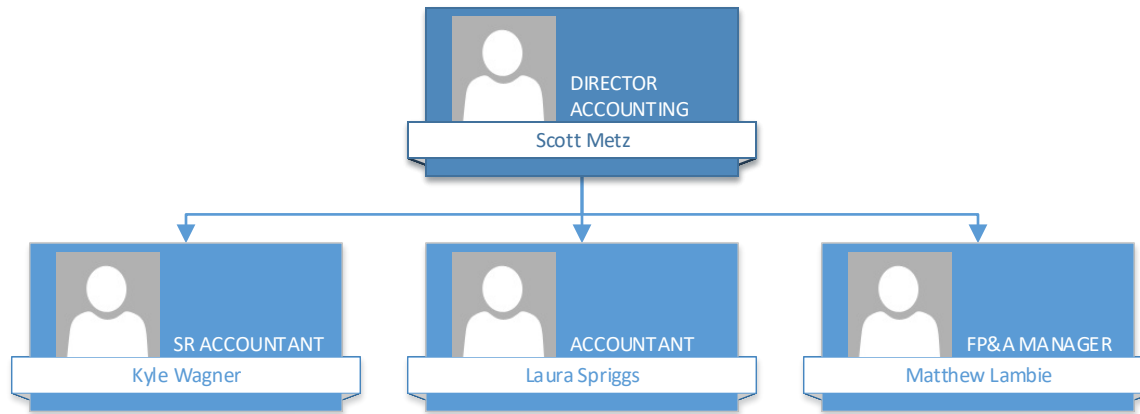 DIRECTOR
ACCOUNTING
Scott Metz
SR ACCOUNTANT
Kyle Wagner
ACCOUNTANT
Laura Spriggs
FP&A MANAGER
Matthew Lambie